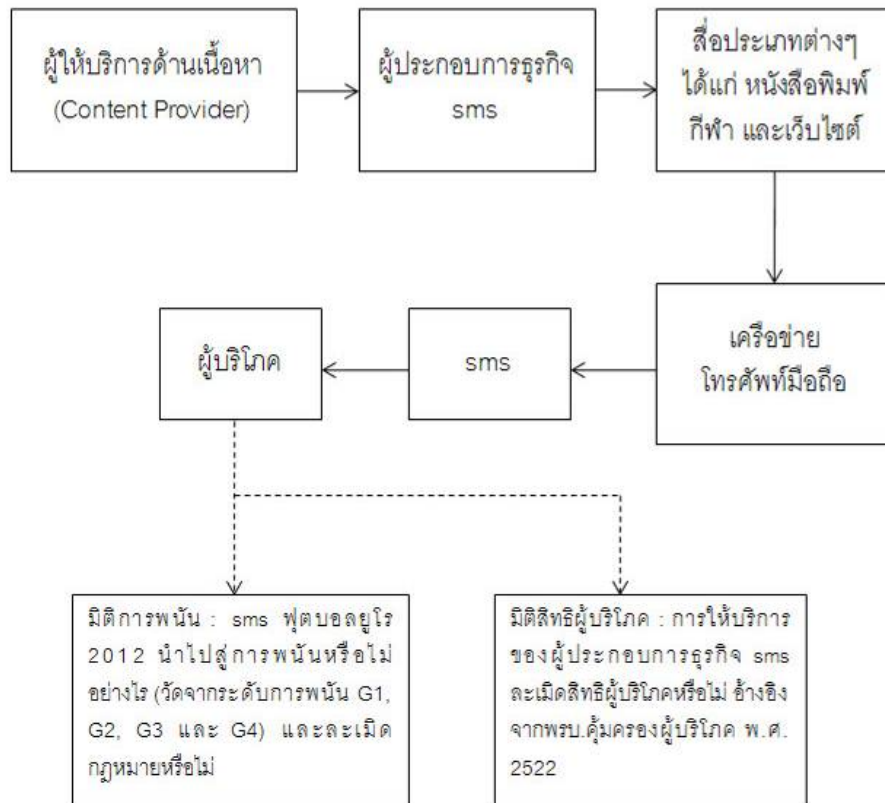 ผู้ให้บริการด้านเนื้อหา
(Content Provider)
ผู้ประกอบการธุรกิจ
sms
สื่อประเภทต่างๆ
ได้แก่ หนังสือพิมพ์
กีฬา และเว็บไซต์
เครือข่าย
โทรศัพท์มือถือ
sms
ผู้บริโภค
มิติการพนัน : sms ฟุตบอลยูโร
2012 นำไปสู่การพนันหรือไม่
อย่างไร (วัดจากระดับการพนัน G1,
G2, G3 และ G4) และละเมิด
กฎหมายหรือไม่
มิติสิทธิผู้บริโภค : การให้บริการ
ของผู้ประกอบการธุรกิจ sms
ละเมิดสิทธิผู้บริโภคหรือไม่ อ้างอิง
จากพรบ.คุ้มครองผู้บริโภค พ.ศ.
2522